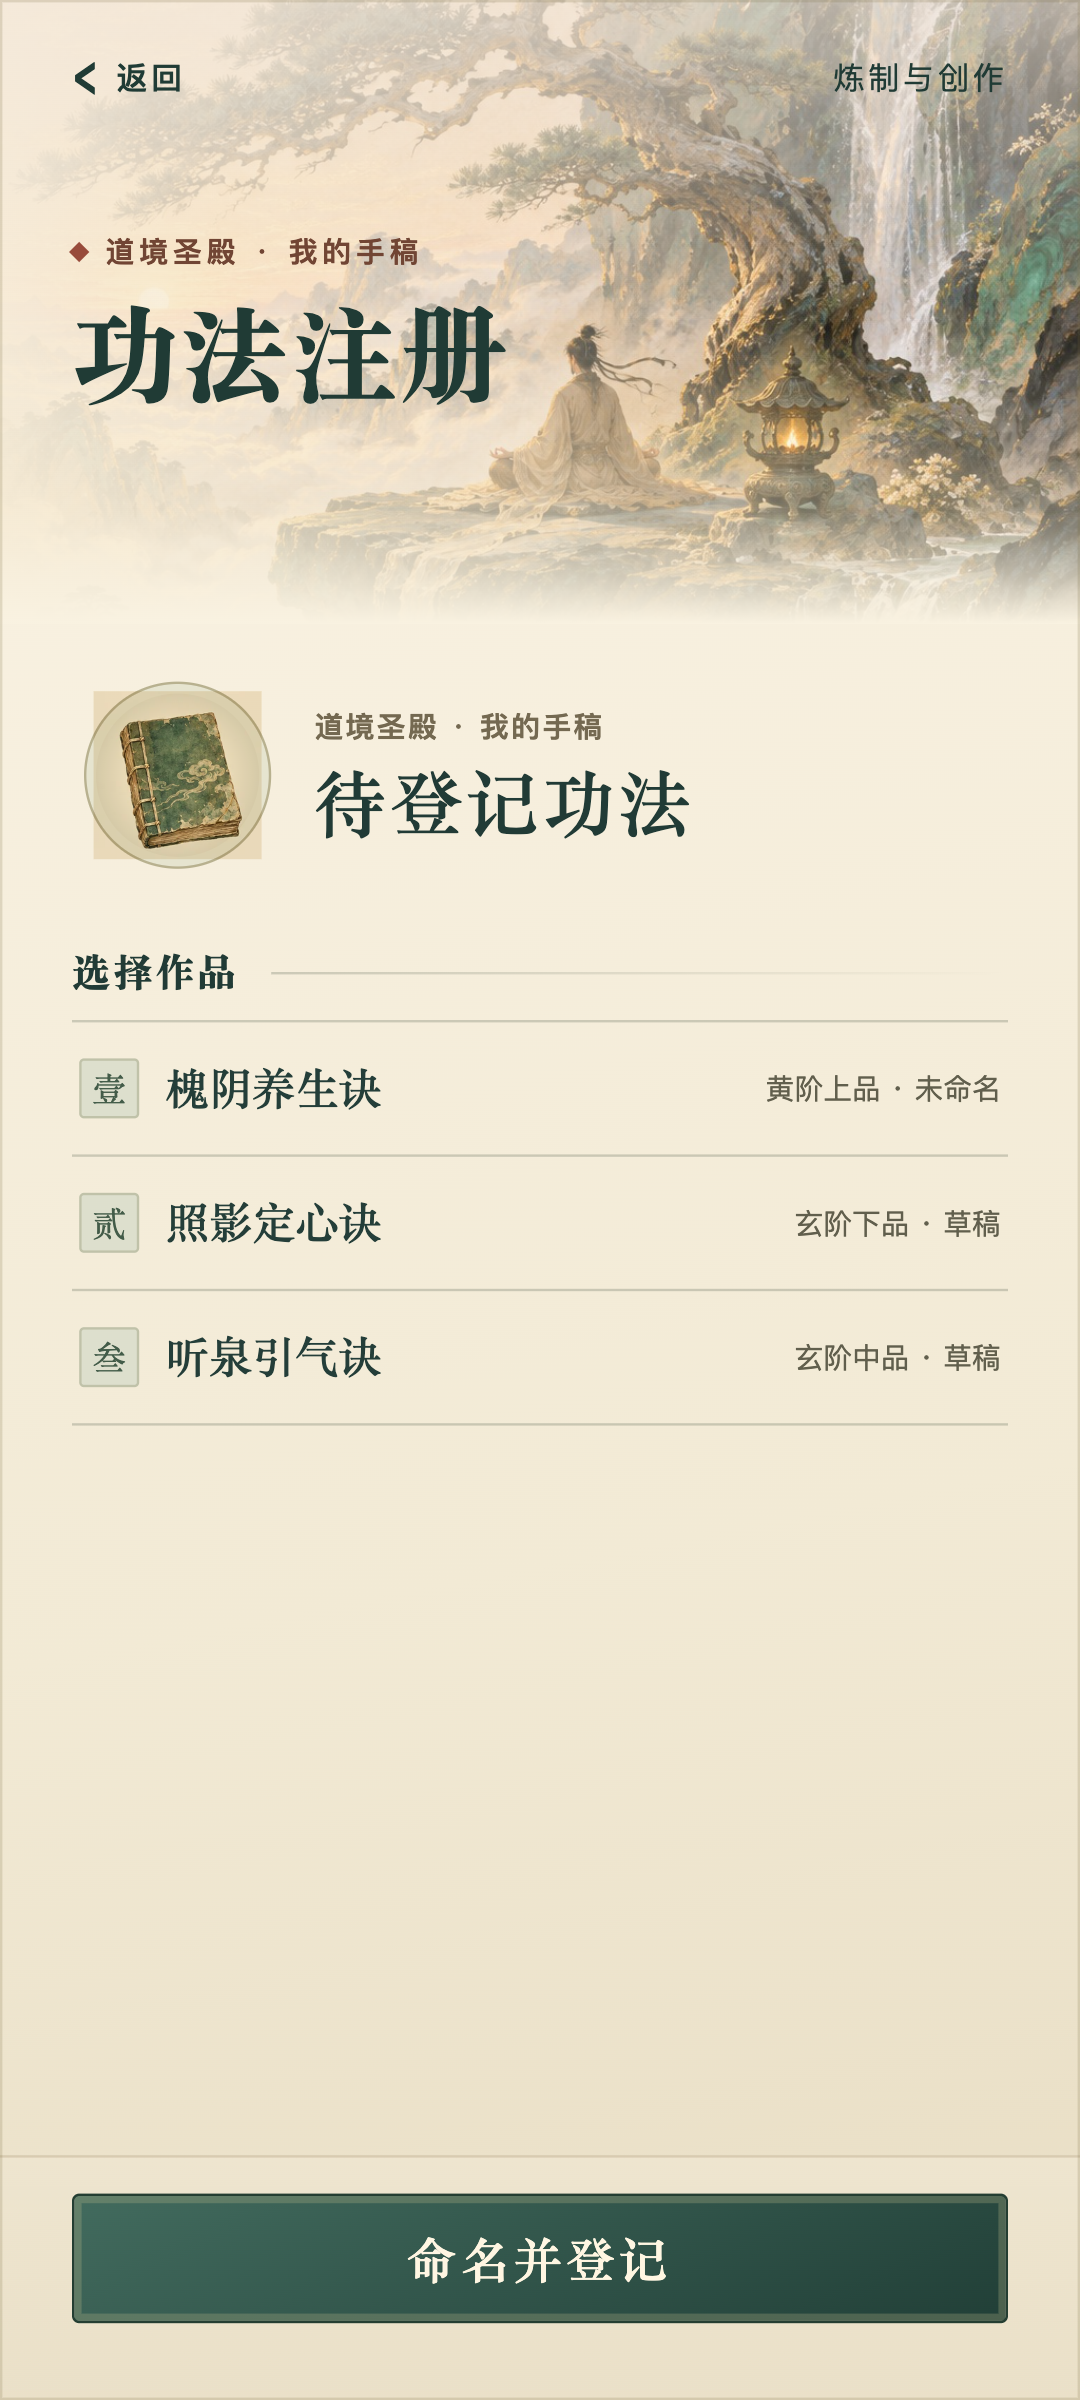 返回 炼制与创作
道境圣殿 · 我的手稿
功法注册
道境圣殿 · 我的手稿
待登记功法
选择作品
壹 槐阴养生诀 黄阶上品 · 未命名
贰 照影定心诀 玄阶下品 · 草稿
叁 听泉引气诀 玄阶中品 · 草稿
命名并登记